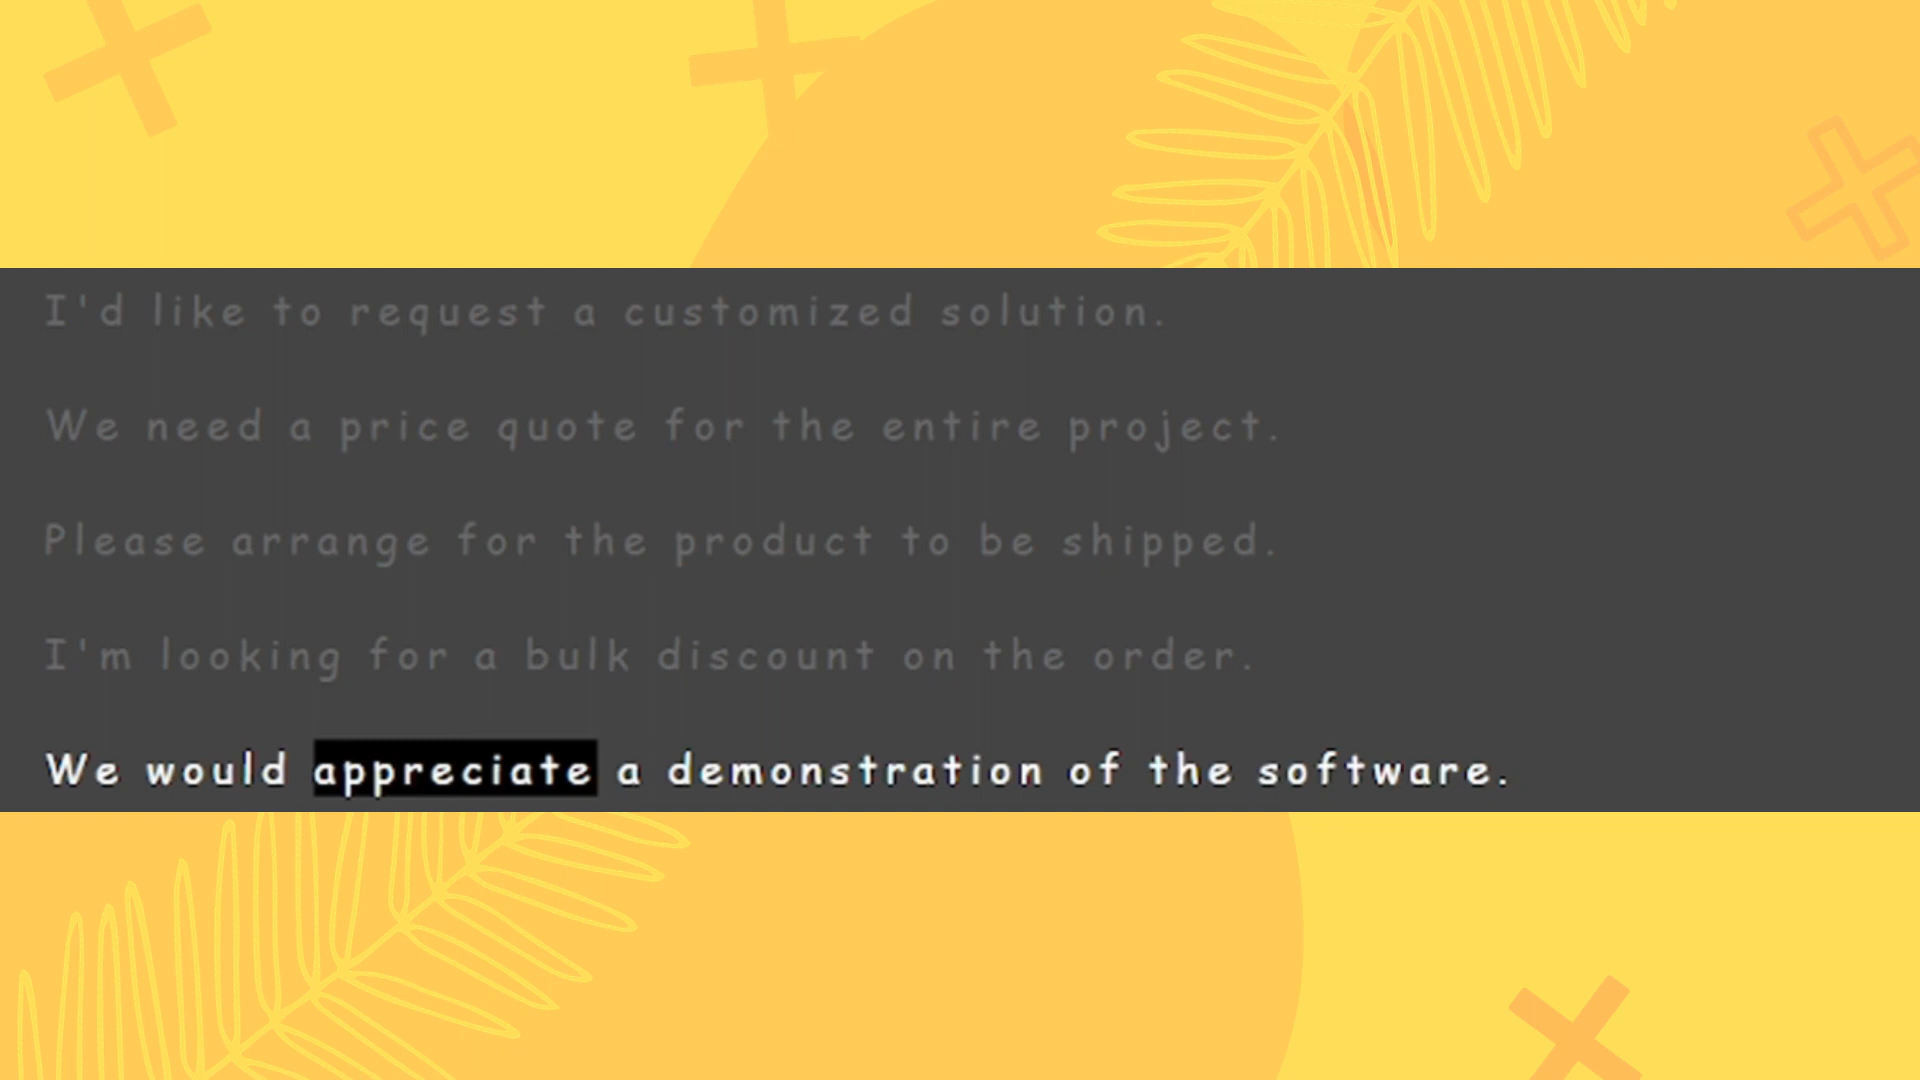 I'd like to request a customized solution.
We need a price quote for the entire project.
Please arrange for the product to be shipped.
I'm looking for a bulk discount on the order.
We would appreciate a demonstration of the software.